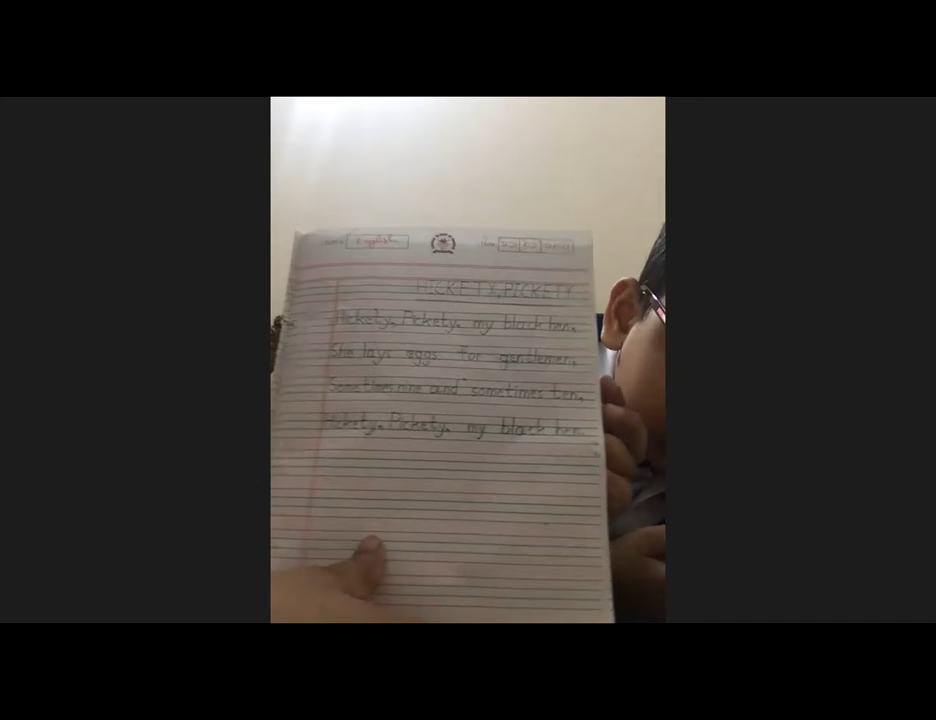 English
HICKETY, PICKETY
Hickety, Pickety, my black hen,
She lays eggs for gentlemen,
Sometimes nine and sometimes ten,
Hickety, Pickety, my black hen.